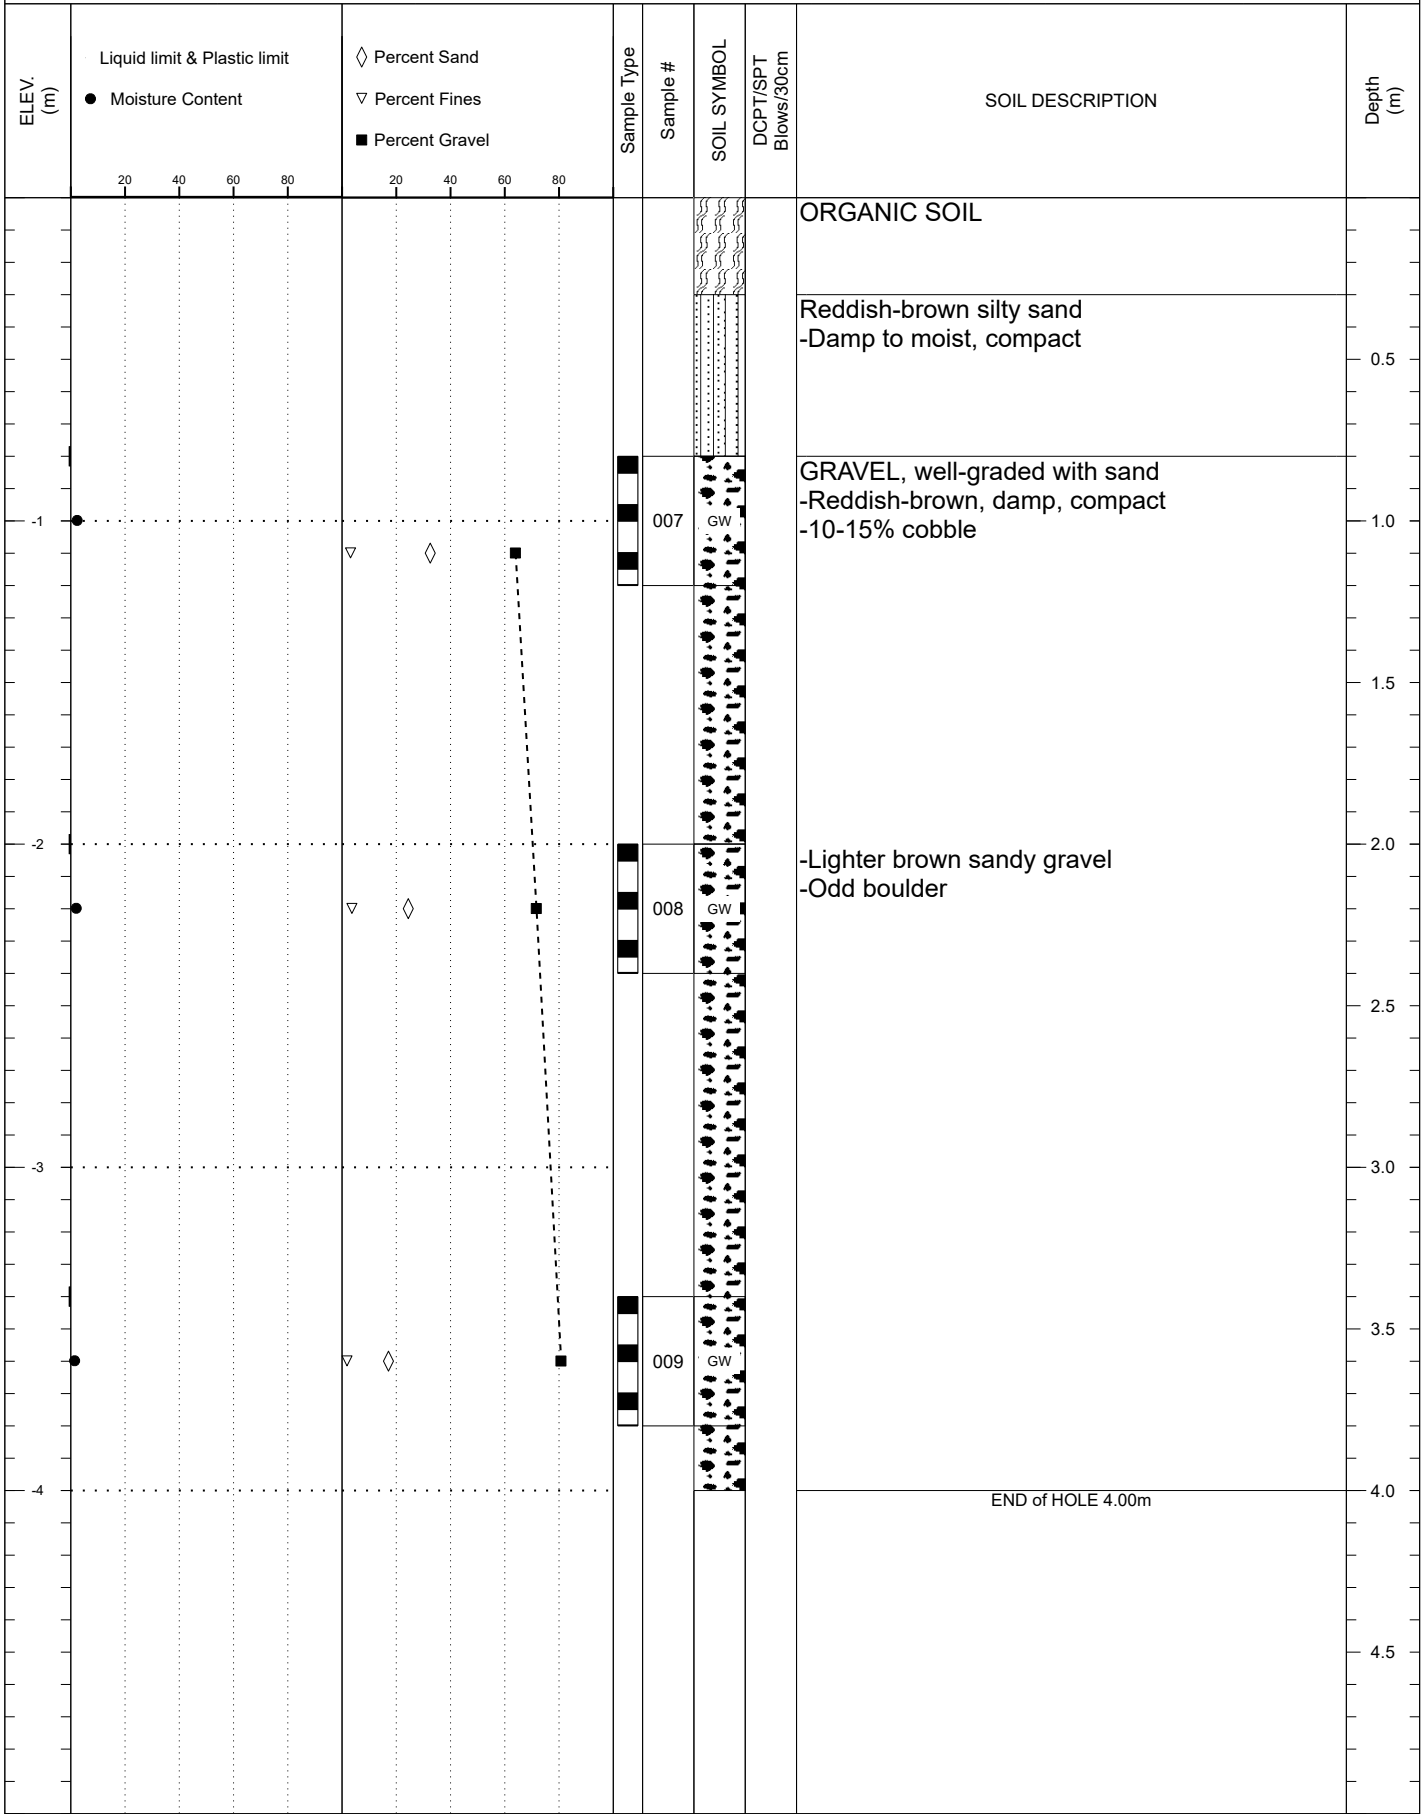 ELEV.
(m)
Liquid limit & Plastic limit
Moisture Content
Percent Sand
Percent Fines
Percent Gravel
Sample Type
Sample #
SOIL SYMBOL
DCPT/SPT
Blows/30cm
SOIL DESCRIPTION
Depth
(m)
20 40 60 80 20 40 60 80
ORGANIC SOIL
Reddish-brown silty sand
-Damp to moist, compact
0.5
GRAVEL, well-graded with sand
-Reddish-brown, damp, compact
-1 007 GW 1.0
-10-15% cobble
1.5
-2 2.0
-Lighter brown sandy gravel
-Odd boulder
008 GW
2.5
-3 3.0
3.5
009 GW
-4 4.0
END of HOLE 4.00m
4.5